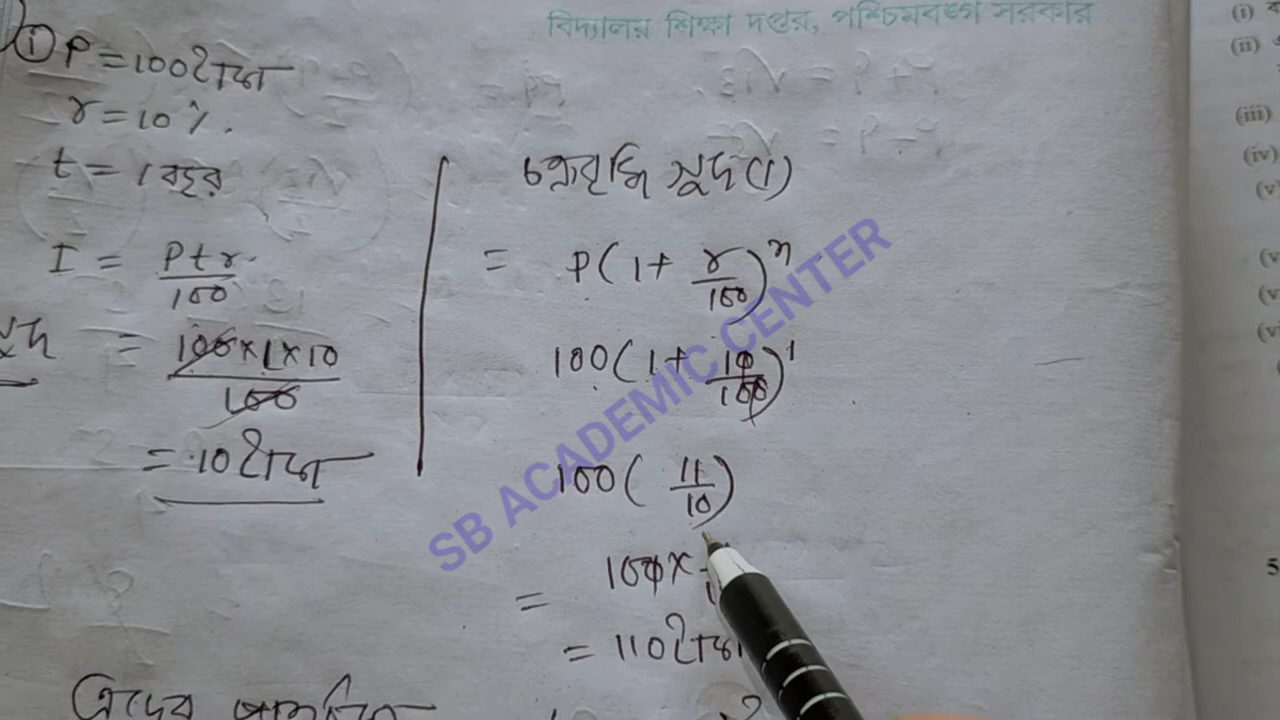 বিদ্যালয় শিক্ষা দপ্তর, পশ্চিমবঙ্গ সরকার
(i) P = 100 টাকা
r = 10%.
t = 1 বছর
I = Ptr / 100
= 100×1×10 / 100
= 10 টাকা
চক্রবৃদ্ধি সুদ (1)
= P(1 + r/100)^n
100(1 + 10/100)^1
100(11/10)
= 100×
= 110 টাকা
SB ACADEMIC CENTER
(i)
(ii)
(iii)
(iv)
(v
(v
(v
(v
5